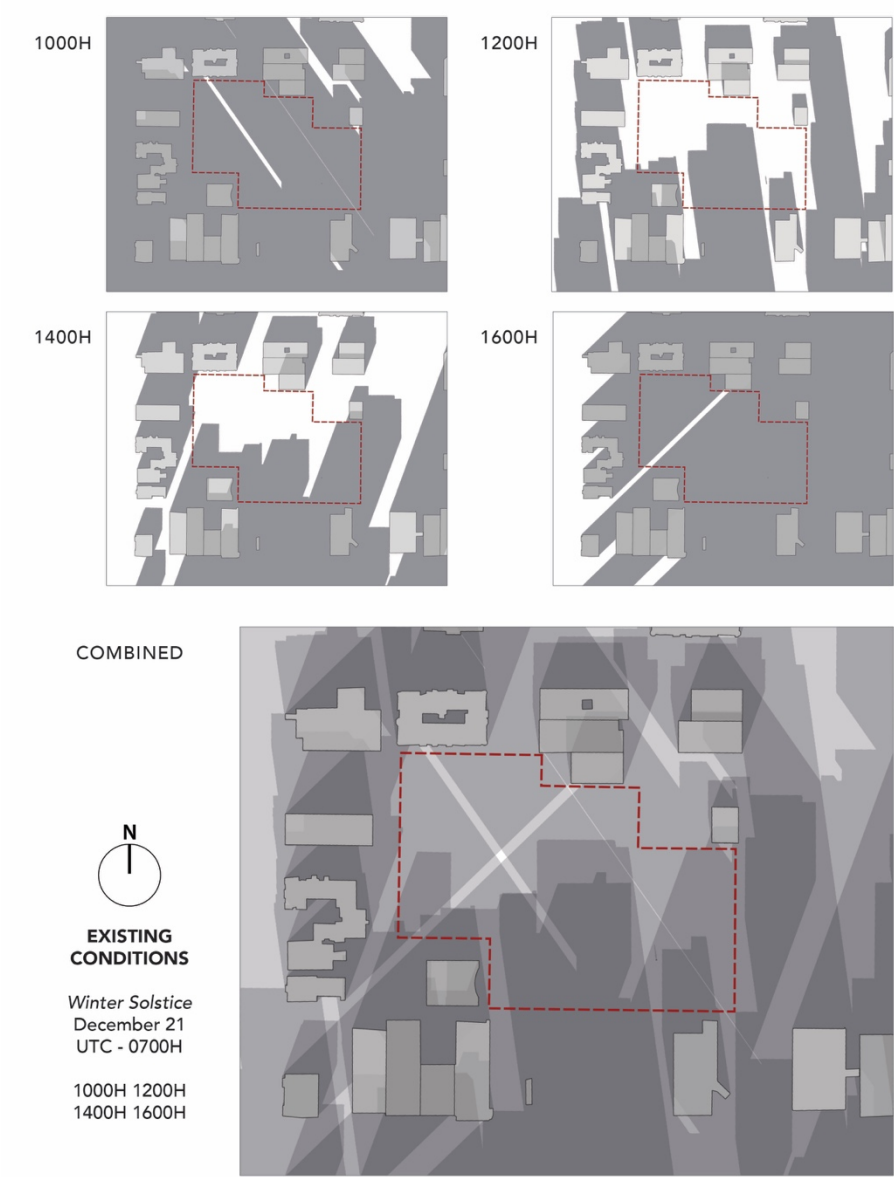 1000H
1200H
1400H
1600H
COMBINED
N
EXISTING
CONDITIONS
Winter Solstice
December 21
UTC - 0700H
1000H 1200H
1400H 1600H